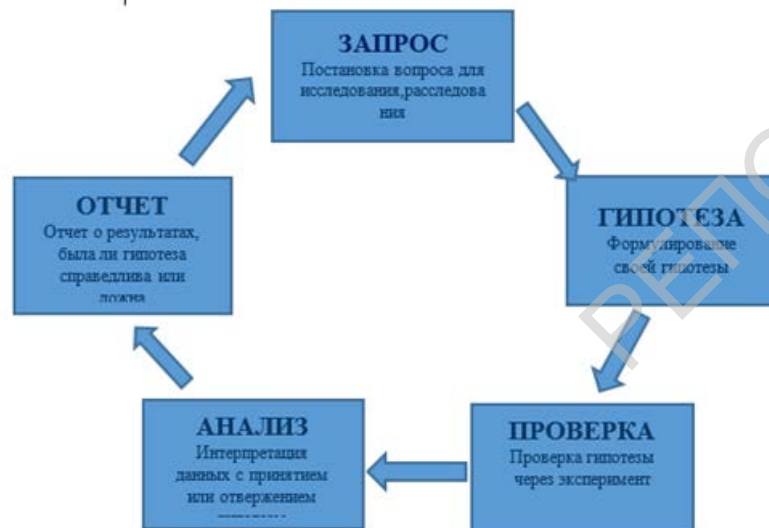 ЗАПРОС
Постановка вопроса для
исследования,расследова
ния
ГИПОТЕЗА
Формулирование
своей гипотезы
ПРОВЕРКА
Проверка гипотезы
через эксперимент
АНАЛИЗ
Интерпретация
данных с принятием
или отвержением
ОТЧЕТ
Отчет о результатах,
была ли гипотеза
справедлива или
ложна